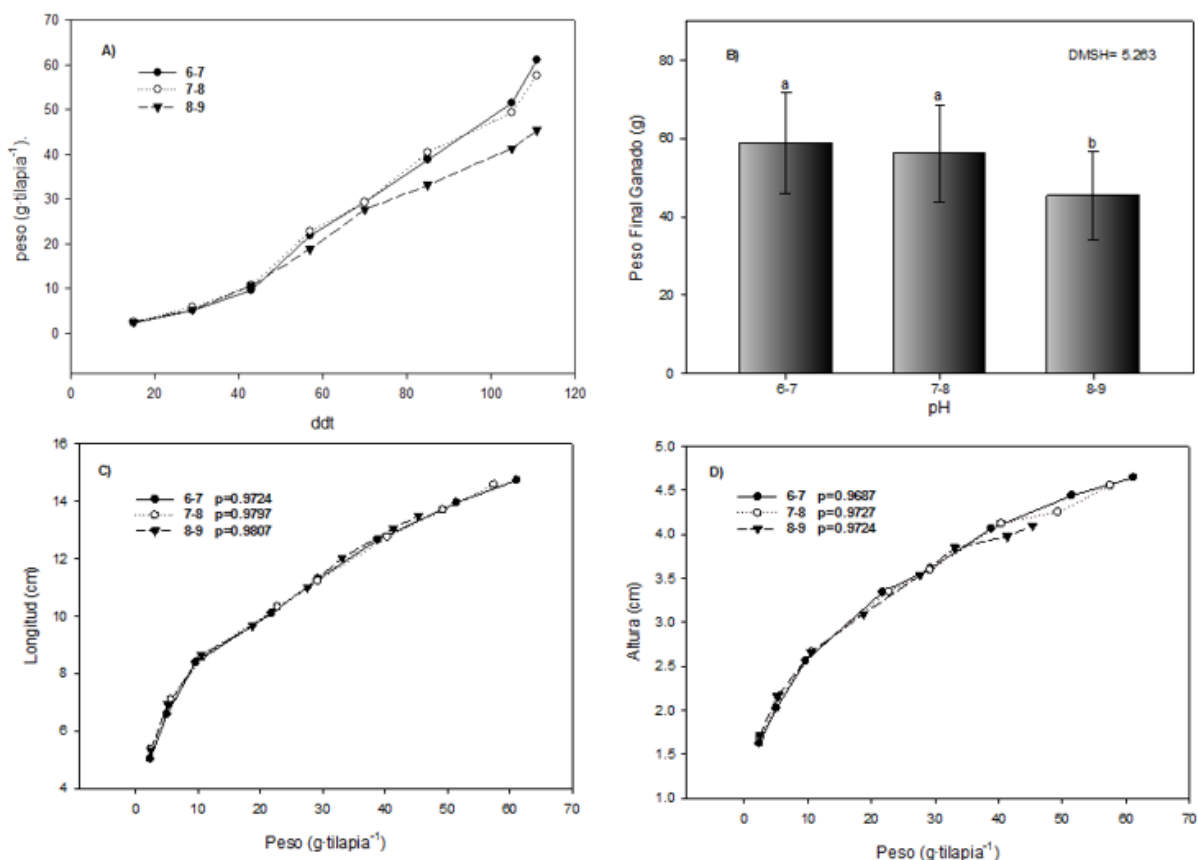 A)
6-7
7-8
8-9
peso (g·tilapia⁻¹).
70
60
50
40
30
20
10
0
0 20 40 60 80 100 120
ddt
B)
DMSH= 5.263
a a b
Peso Final Ganado (g)
80
60
40
20
0
6-7 7-8 8-9
pH
C)
6-7 p=0.9724
7-8 p=0.9797
8-9 p=0.9807
Longitud (cm)
16
14
12
10
8
6
4
0 10 20 30 40 50 60 70
Peso (g·tilapia⁻¹)
D)
6-7 p=0.9687
7-8 p=0.9727
8-9 p=0.9724
Altura (cm)
5.0
4.5
4.0
3.5
3.0
2.5
2.0
1.5
1.0
0 10 20 30 40 50 60 70
Peso (g·tilapia⁻¹)